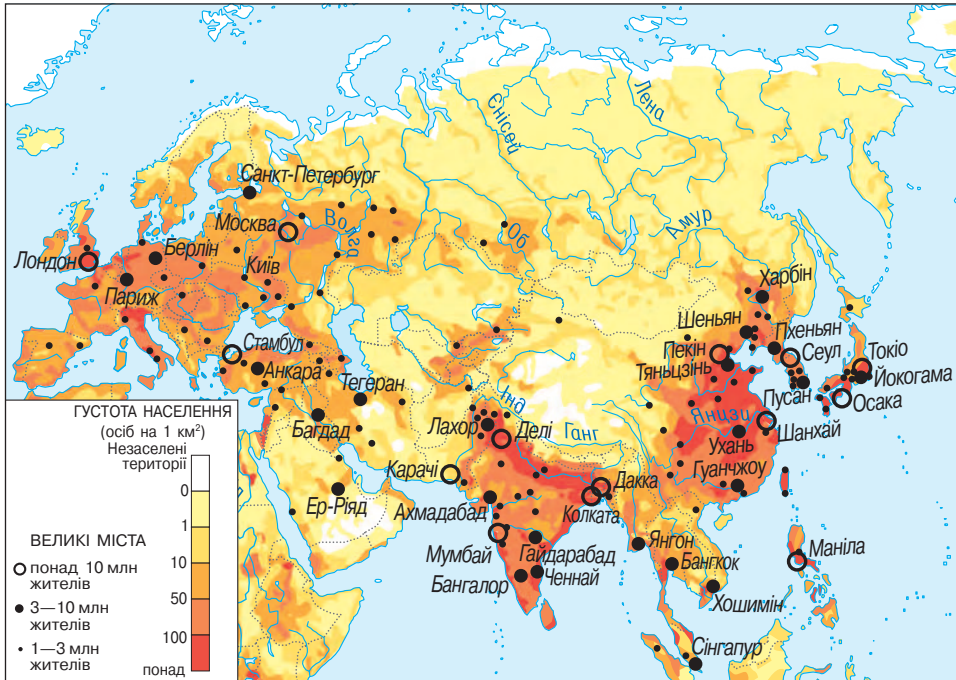 Єнісей
Лена
Санкт-Петербург
Москва
Волга
Об
Амур
Лондон
Берлін
Київ
Париж
Харбін
Шеньян
Пхеньян
Стамбул
Пекін
Сеул
Токіо
Анкара
Тяньцзінь
Йокогама
Тегеран
Пусан
Осака
Інд
Янцзи
Багдад
Лахор
Делі
Ганг
Ухань
Шанхай
Карачі
Дакка
Гуанчжоу
Ер-Ріяд
Ахмадабад
Колката
Янгон
Мумбай
Гайдарабад
Бангкок
Маніла
Бангалор
Ченнай
Хошимін
Сінгапур
ГУСТОТА НАСЕЛЕННЯ
(осіб на 1 км²)
Незаселені
території
0
1
10
50
100
понад
ВЕЛИКІ МІСТА
понад 10 млн
жителів
3—10 млн
жителів
1—3 млн
жителів